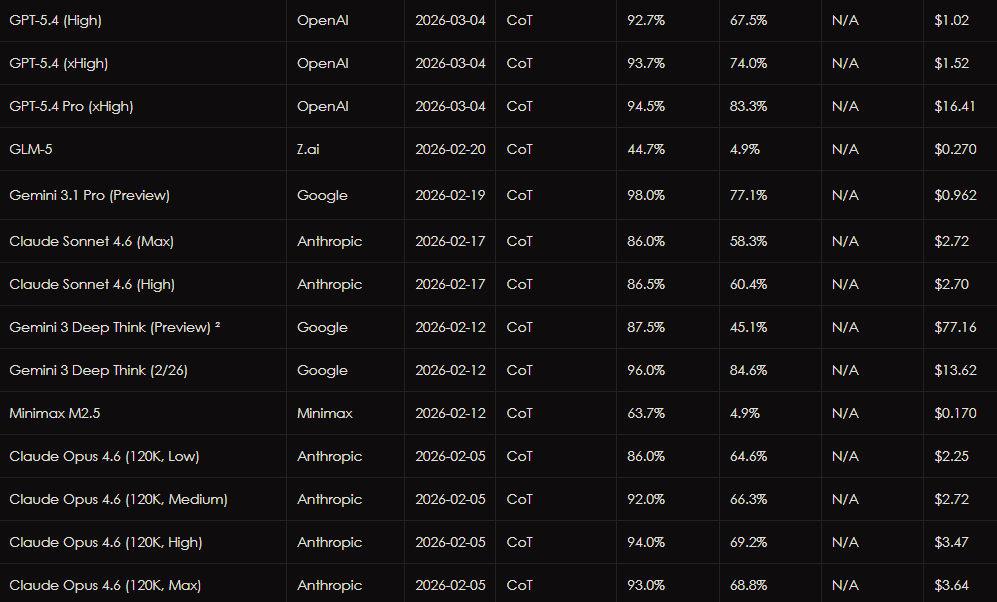 GPT-5.4 (High) OpenAI 2026-03-04 CoT 92.7% 67.5% N/A $1.02
GPT-5.4 (xHigh) OpenAI 2026-03-04 CoT 93.7% 74.0% N/A $1.52
GPT-5.4 Pro (xHigh) OpenAI 2026-03-04 CoT 94.5% 83.3% N/A $16.41
GLM-5 Z.ai 2026-02-20 CoT 44.7% 4.9% N/A $0.270
Gemini 3.1 Pro (Preview) Google 2026-02-19 CoT 98.0% 77.1% N/A $0.962
Claude Sonnet 4.6 (Max) Anthropic 2026-02-17 CoT 86.0% 58.3% N/A $2.72
Claude Sonnet 4.6 (High) Anthropic 2026-02-17 CoT 86.5% 60.4% N/A $2.70
Gemini 3 Deep Think (Preview) ² Google 2026-02-12 CoT 87.5% 45.1% N/A $77.16
Gemini 3 Deep Think (2/26) Google 2026-02-12 CoT 96.0% 84.6% N/A $13.62
Minimax M2.5 Minimax 2026-02-12 CoT 63.7% 4.9% N/A $0.170
Claude Opus 4.6 (120K, Low) Anthropic 2026-02-05 CoT 86.0% 64.6% N/A $2.25
Claude Opus 4.6 (120K, Medium) Anthropic 2026-02-05 CoT 92.0% 66.3% N/A $2.72
Claude Opus 4.6 (120K, High) Anthropic 2026-02-05 CoT 94.0% 69.2% N/A $3.47
Claude Opus 4.6 (120K, Max) Anthropic 2026-02-05 CoT 93.0% 68.8% N/A $3.64